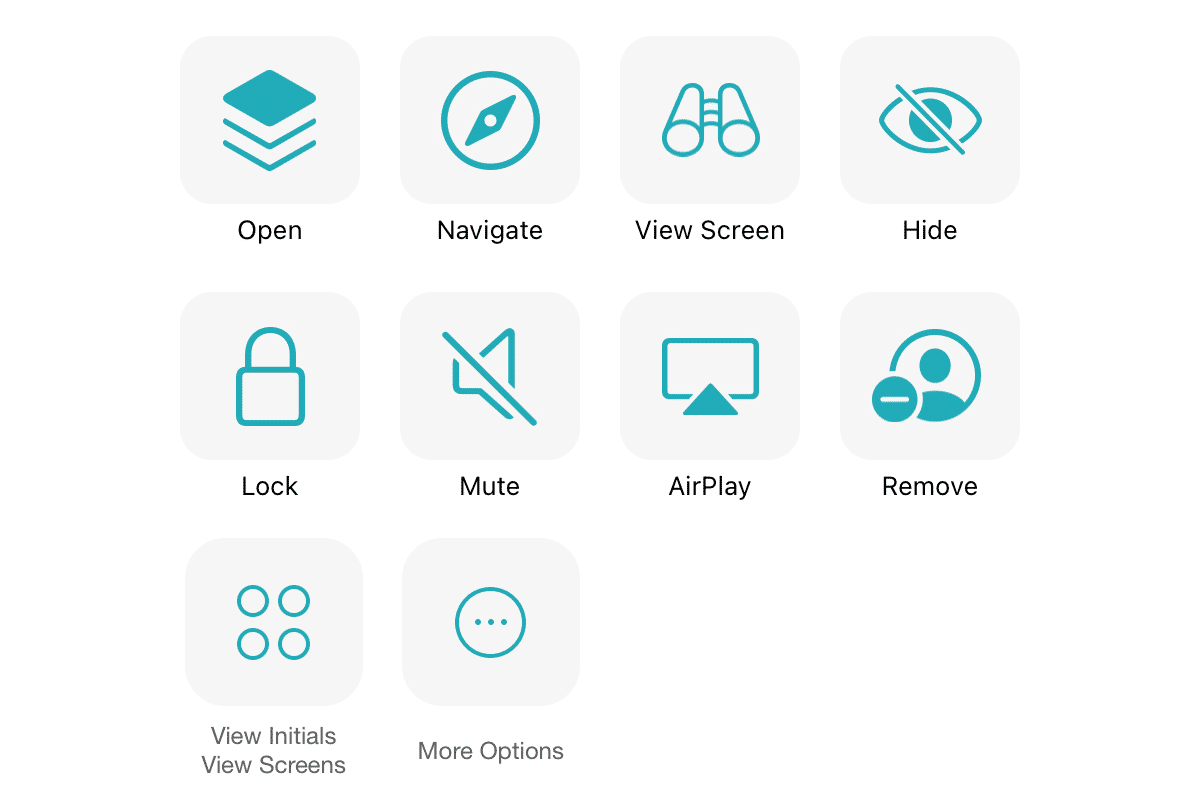 Open
Navigate
View Screen
Hide
Lock
Mute
AirPlay
Remove
View Initials
View Screens
More Options